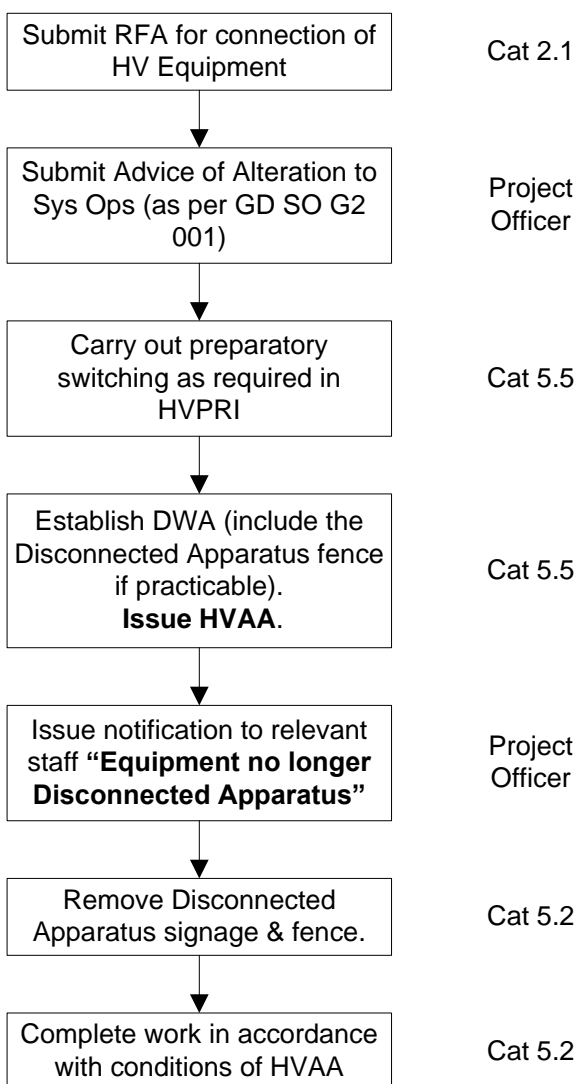 Submit RFA for connection of
HV Equipment
Cat 2.1
Submit Advice of Alteration to
Sys Ops (as per GD SO G2
001)
Project
Officer
Carry out preparatory
switching as required in
HVPRI
Cat 5.5
Establish DWA (include the
Disconnected Apparatus fence
if practicable).
Issue HVAA.
Cat 5.5
Issue notification to relevant
staff “Equipment no longer
Disconnected Apparatus”
Project
Officer
Remove Disconnected
Apparatus signage & fence.
Cat 5.2
Complete work in accordance
with conditions of HVAA
Cat 5.2